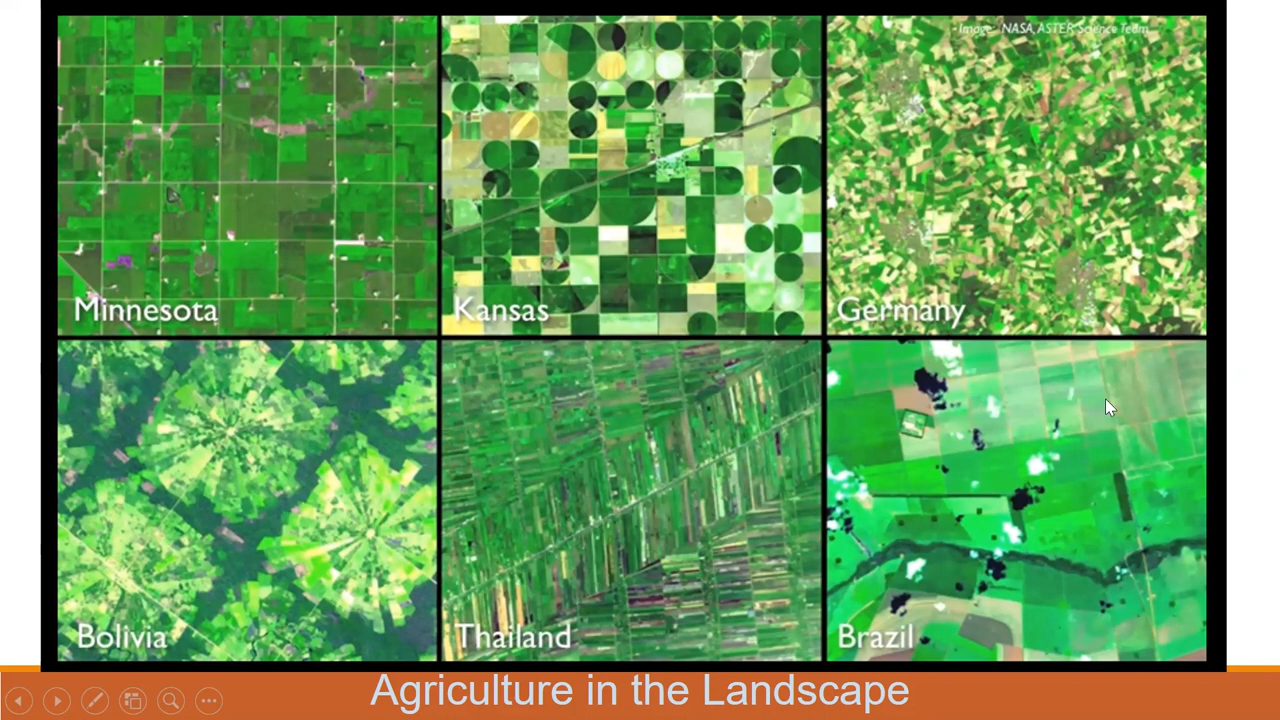 Image: NASA, ASTER Science Team
Minnesota
Kansas
Germany
Bolivia
Thailand
Brazil
Agriculture in the Landscape